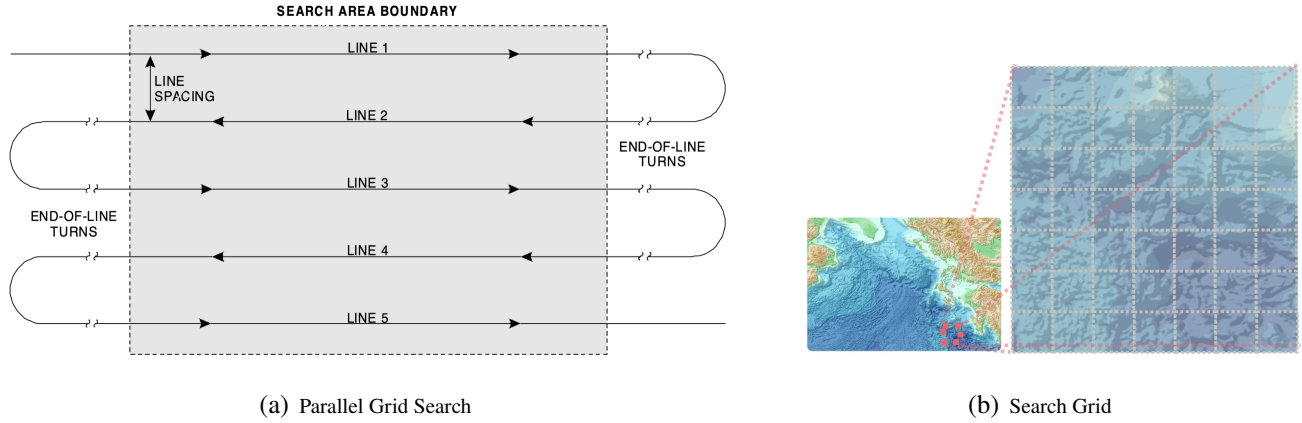 SEARCH AREA BOUNDARY
LINE 1
LINE
SPACING
LINE 2
END-OF-LINE
TURNS
LINE 3
END-OF-LINE
TURNS
LINE 4
LINE 5
(a) Parallel Grid Search
(b) Search Grid